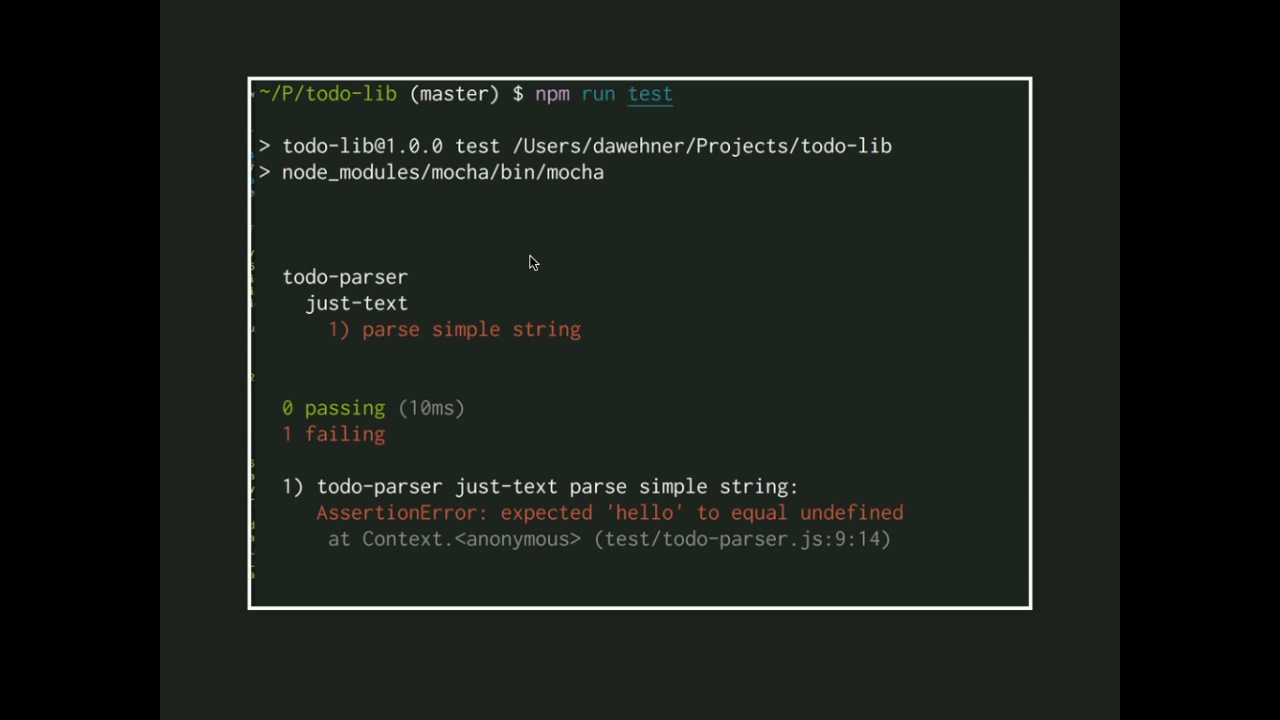 ~/P/todo-lib (master) $ npm run test
> todo-lib@1.0.0 test /Users/dawehner/Projects/todo-lib
> node_modules/mocha/bin/mocha
todo-parser
just-text
1) parse simple string
0 passing (10ms)
1 failing
1) todo-parser just-text parse simple string:
AssertionError: expected 'hello' to equal undefined
at Context.<anonymous> (test/todo-parser.js:9:14)